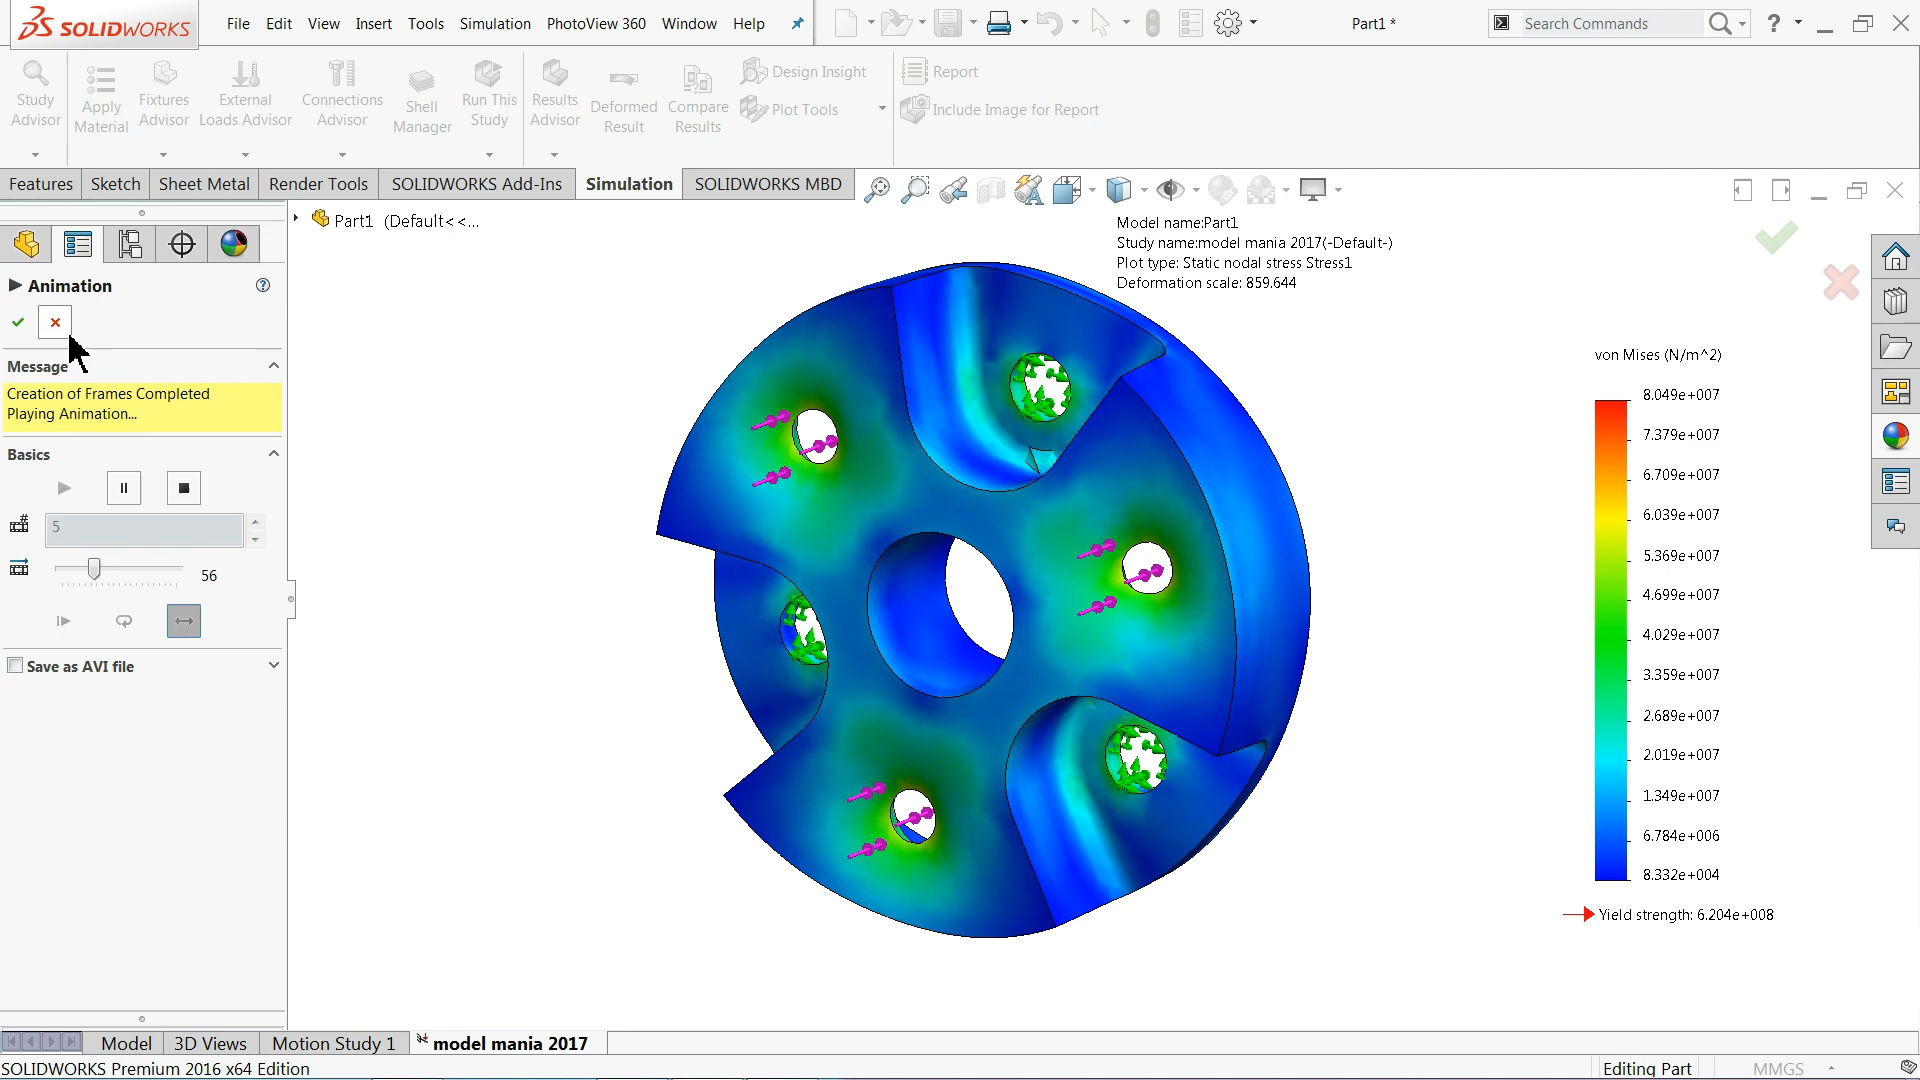 SOLIDWORKS
File Edit View Insert Tools Simulation PhotoView 360 Window Help
Part1 *
Search Commands
?
Study Advisor
Apply Material
Fixtures Advisor
External Loads Advisor
Connections Advisor
Shell Manager
Run This Study
Results Advisor
Deformed Result
Compare Results
Design Insight
Plot Tools
Report
Include Image for Report
Features Sketch Sheet Metal Render Tools SOLIDWORKS Add-Ins Simulation SOLIDWORKS MBD
Part1 (Default<<...
Model name:Part1
Study name:model mania 2017(-Default-)
Plot type: Static nodal stress Stress1
Deformation scale: 859.644
Animation
?
Message
Creation of Frames Completed
Playing Animation...
Basics
5
56
Save as AVI file
von Mises (N/m^2)
8.049e+007
7.379e+007
6.709e+007
6.039e+007
5.369e+007
4.699e+007
4.029e+007
3.359e+007
2.689e+007
2.019e+007
1.349e+007
6.784e+006
8.332e+004
Yield strength: 6.204e+008
Model 3D Views Motion Study 1 model mania 2017
SOLIDWORKS Premium 2016 x64 Edition
Editing Part
MMGS